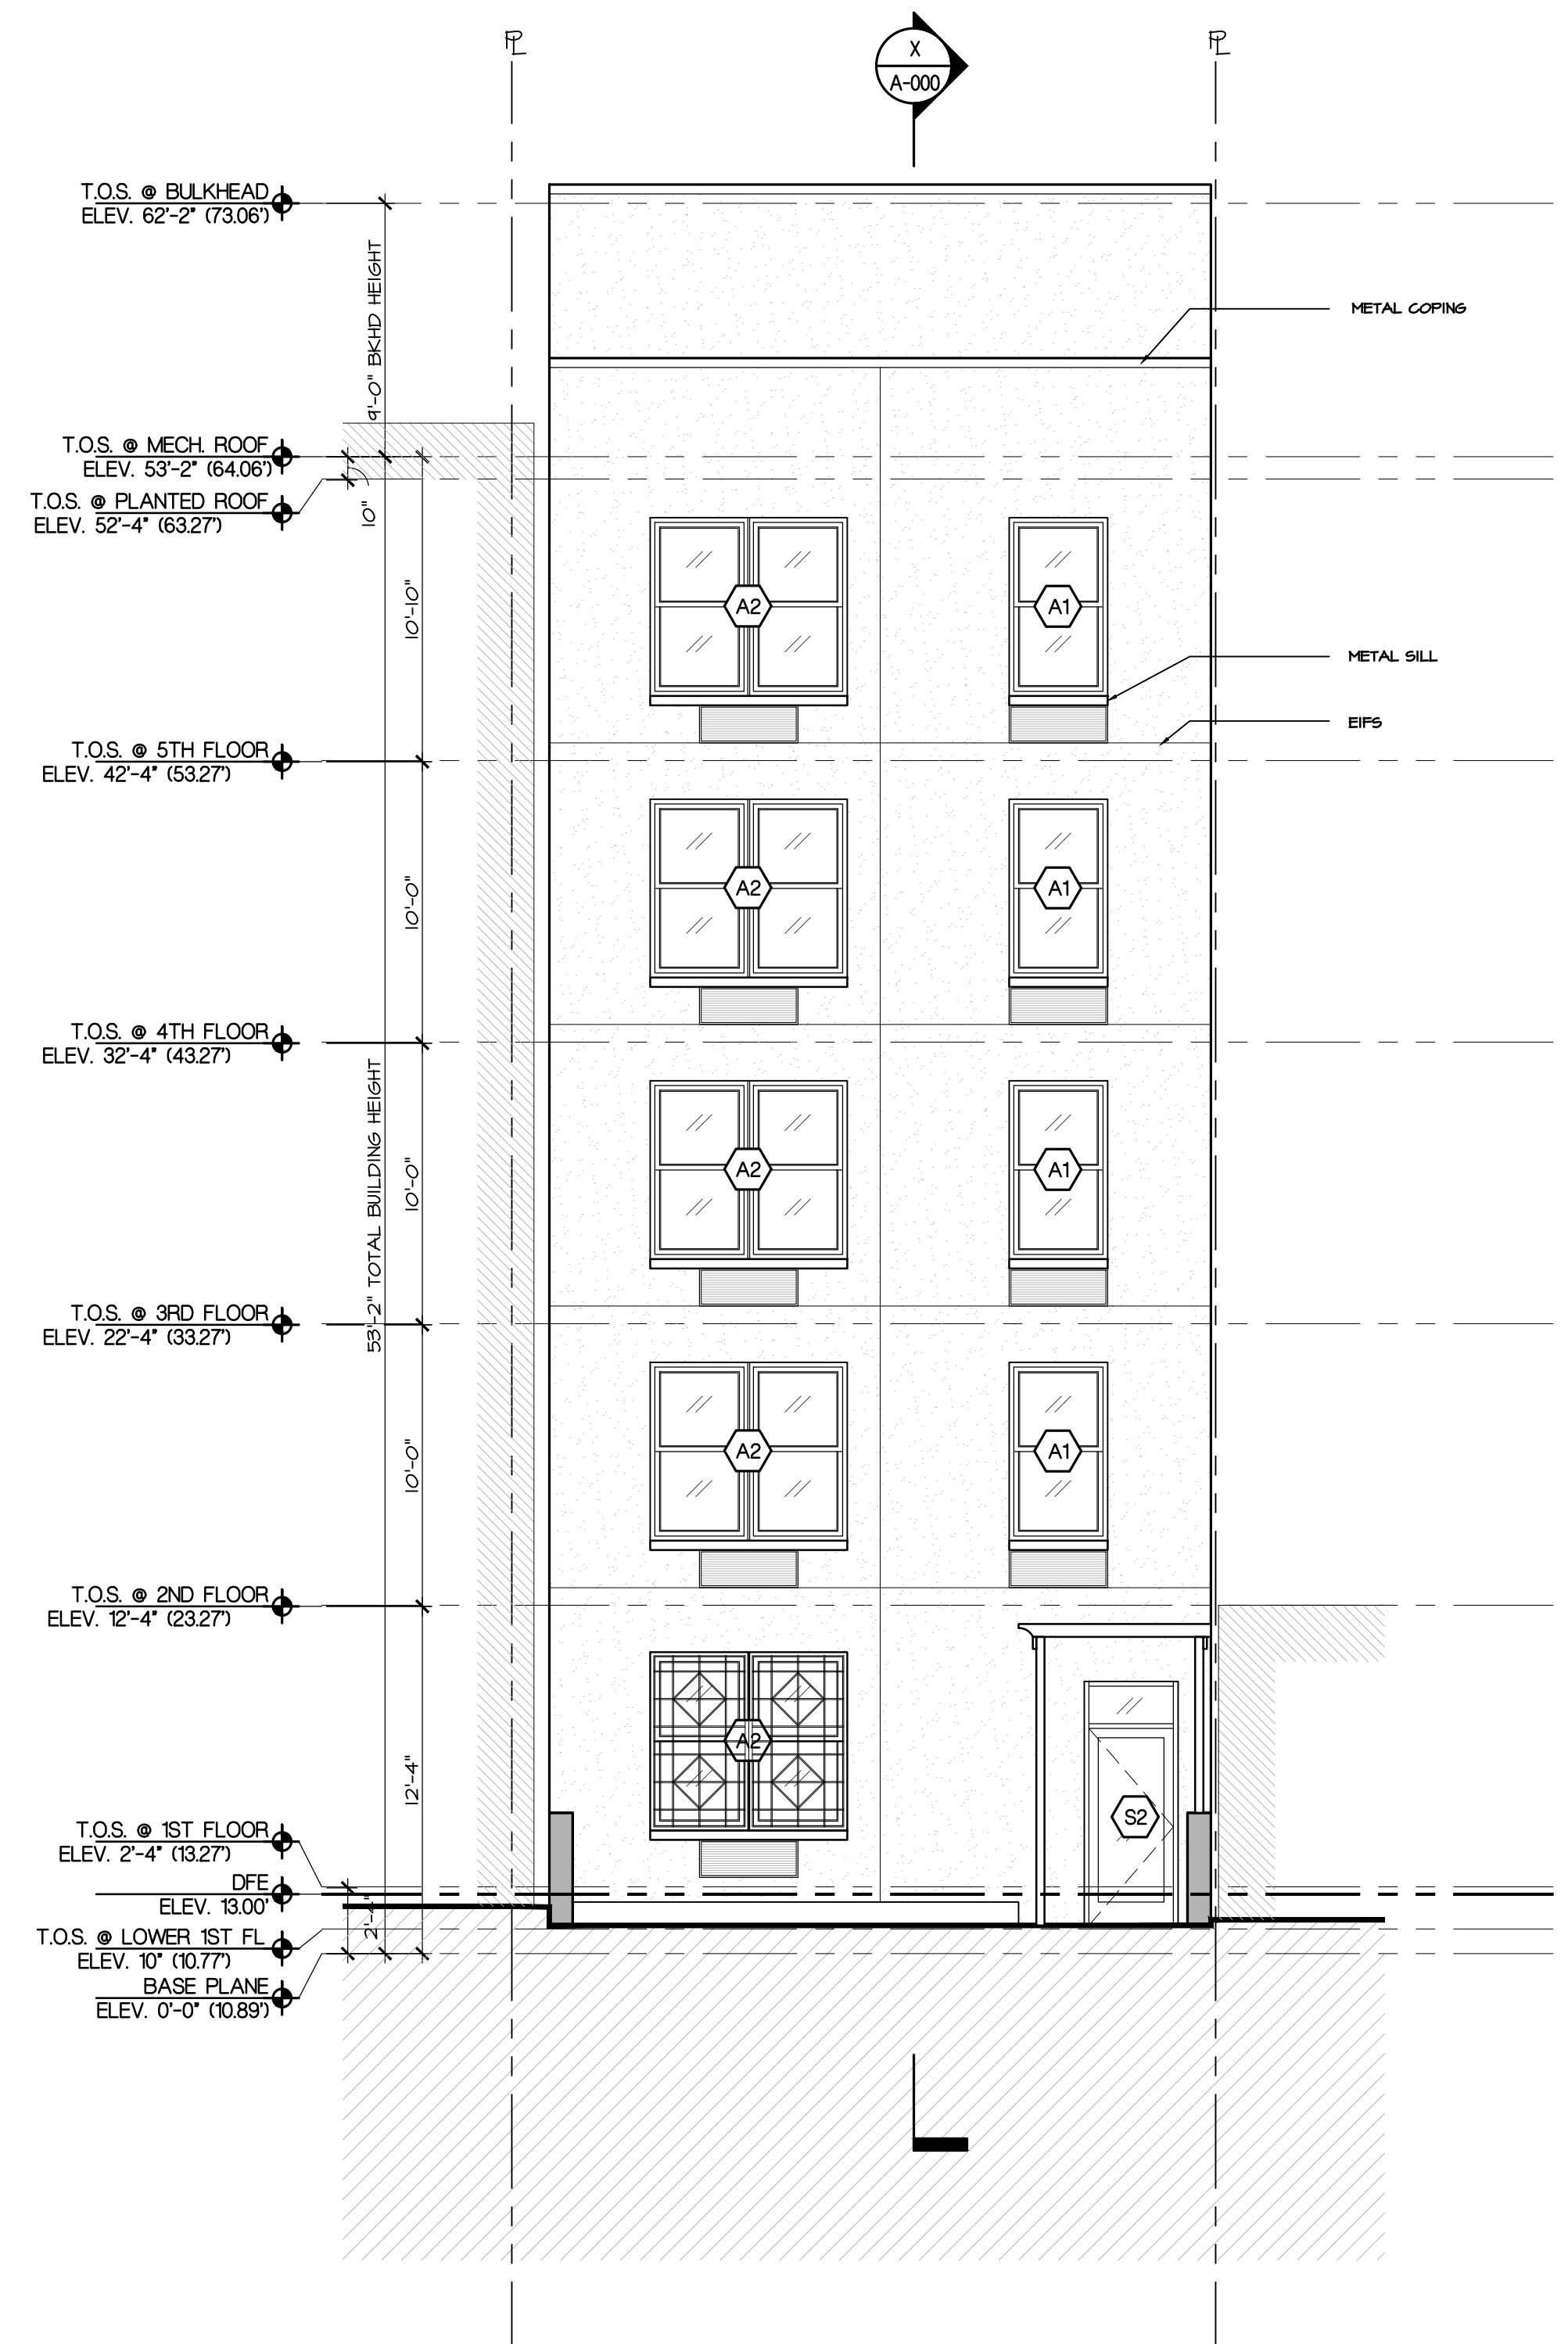 PL
PL
X
A-000
T.O.S. @ BULKHEAD
ELEV. 62'-2" (73.06')
9'-0" BKHD HEIGHT
METAL COPING
T.O.S. @ MECH. ROOF
ELEV. 53'-2" (64.06')
T.O.S. @ PLANTED ROOF
ELEV. 52'-4" (63.27')
10"
10'-10"
A2
A1
METAL SILL
EIFS
T.O.S. @ 5TH FLOOR
ELEV. 42'-4" (53.27')
10'-0"
A2
A1
T.O.S. @ 4TH FLOOR
ELEV. 32'-4" (43.27')
53'-2" TOTAL BUILDING HEIGHT
10'-0"
A2
A1
T.O.S. @ 3RD FLOOR
ELEV. 22'-4" (33.27')
10'-0"
A2
A1
T.O.S. @ 2ND FLOOR
ELEV. 12'-4" (23.27')
12'-4"
A2
S2
T.O.S. @ 1ST FLOOR
ELEV. 2'-4" (13.27')
DFE
ELEV. 13.00'
2'-4"
T.O.S. @ LOWER 1ST FL
ELEV. 10" (10.77')
BASE PLANE
ELEV. 0'-0" (10.89')